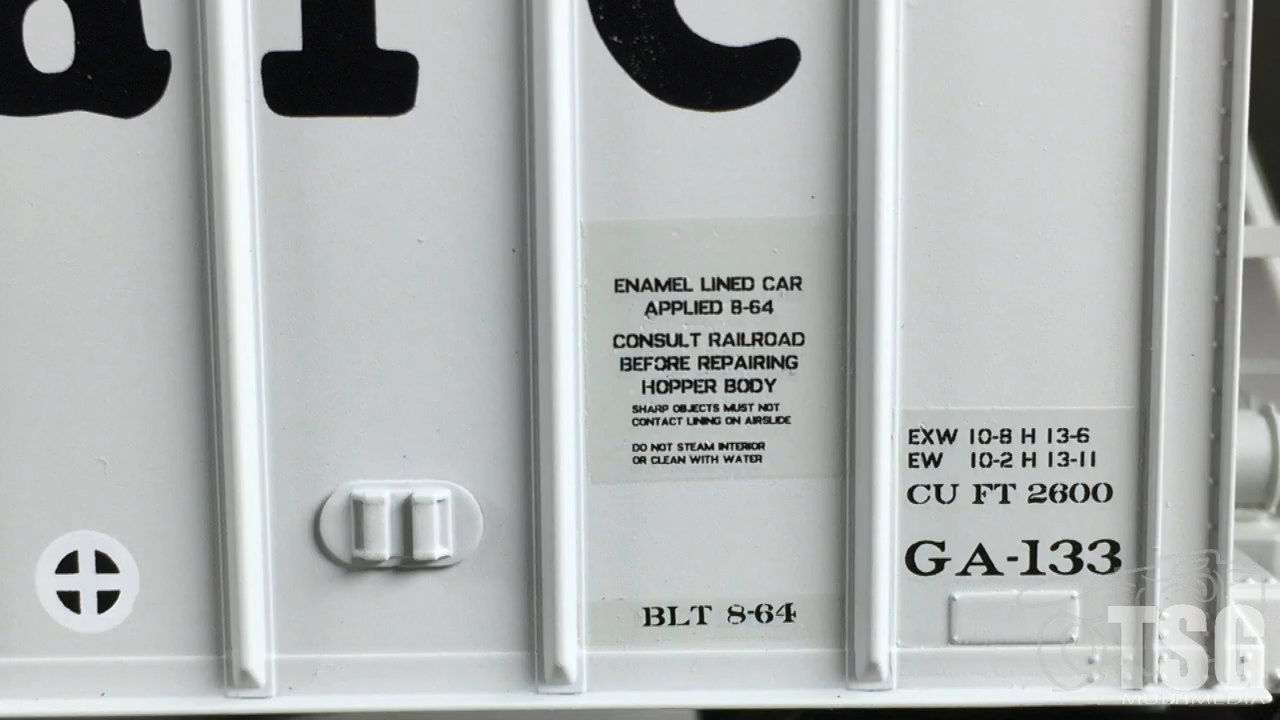 ar C
ENAMEL LINED CAR
APPLIED 8-64
CONSULT RAILROAD
BEFORE REPAIRING
HOPPER BODY
SHARP OBJECTS MUST NOT
CONTACT LINING ON AIRSLIDE
DO NOT STEAM INTERIOR
OR CLEAN WITH WATER
BLT 8-64
EXW 10-8 H 13-6
EW 10-2 H 13-11
CU FT 2600
GA-133
TSG
MULTIMEDIA